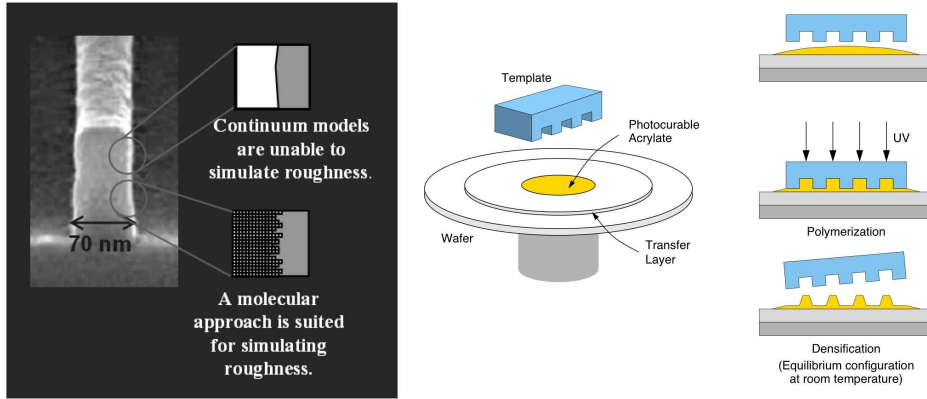 Continuum models
are unable to
simulate roughness.
70 nm
A molecular
approach is suited
for simulating
roughness.
Template
Photocurable
Acrylate
Wafer
Transfer
Layer
UV
Polymerization
Densification
(Equilibrium configuration
at room temperature)